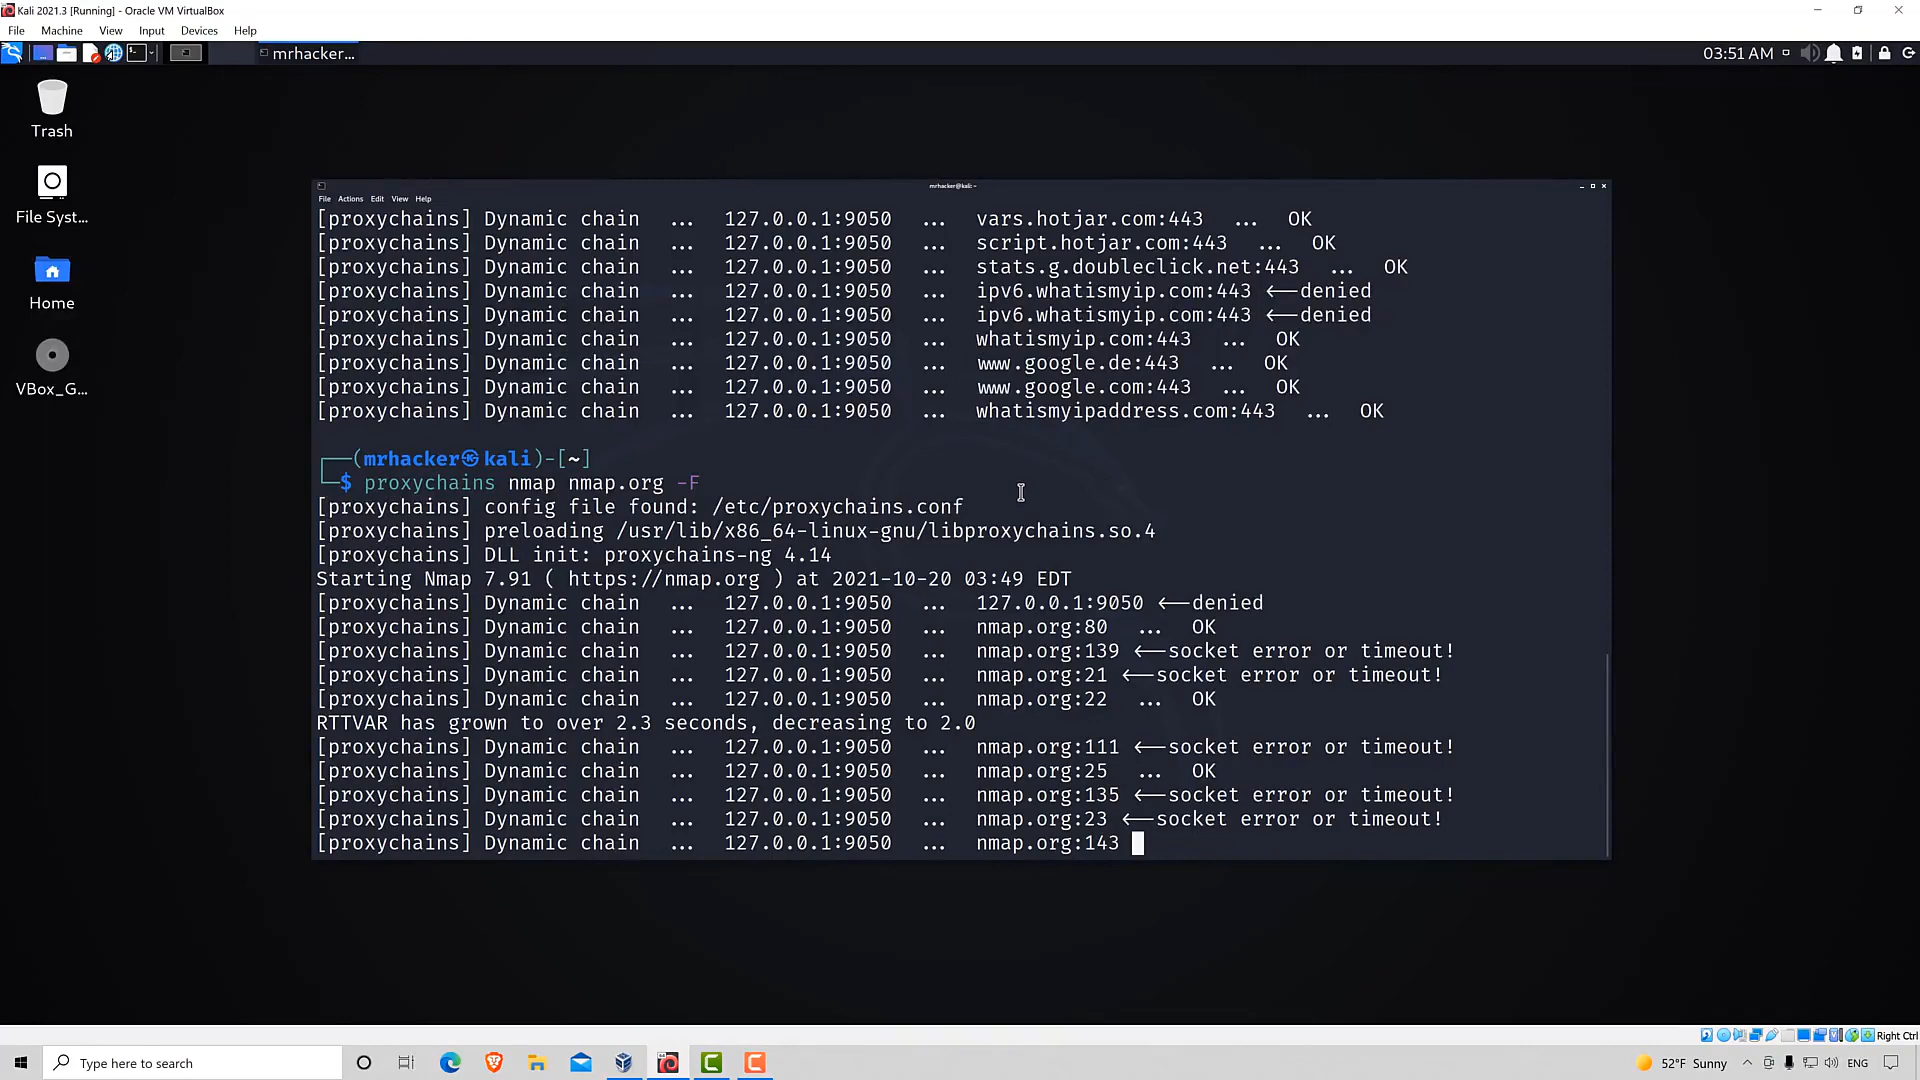 Kali 2021.3 [Running] - Oracle VM VirtualBox
File Machine View Input Devices Help
mrhacker... 03:51 AM
Trash
File Syst...
Home
VBox_G...
mrhacker@kali: ~
File Actions Edit View Help
[proxychains] Dynamic chain ... 127.0.0.1:9050 ... vars.hotjar.com:443 ... OK
[proxychains] Dynamic chain ... 127.0.0.1:9050 ... script.hotjar.com:443 ... OK
[proxychains] Dynamic chain ... 127.0.0.1:9050 ... stats.g.doubleclick.net:443 ... OK
[proxychains] Dynamic chain ... 127.0.0.1:9050 ... ipv6.whatismyip.com:443 <--denied
[proxychains] Dynamic chain ... 127.0.0.1:9050 ... ipv6.whatismyip.com:443 <--denied
[proxychains] Dynamic chain ... 127.0.0.1:9050 ... whatismyip.com:443 ... OK
[proxychains] Dynamic chain ... 127.0.0.1:9050 ... www.google.de:443 ... OK
[proxychains] Dynamic chain ... 127.0.0.1:9050 ... www.google.com:443 ... OK
[proxychains] Dynamic chain ... 127.0.0.1:9050 ... whatismyipaddress.com:443 ... OK
┌──(mrhacker㉿kali)-[~]
└─$ proxychains nmap nmap.org -F
[proxychains] config file found: /etc/proxychains.conf
[proxychains] preloading /usr/lib/x86_64-linux-gnu/libproxychains.so.4
[proxychains] DLL init: proxychains-ng 4.14
Starting Nmap 7.91 ( https://nmap.org ) at 2021-10-20 03:49 EDT
[proxychains] Dynamic chain ... 127.0.0.1:9050 ... 127.0.0.1:9050 <--denied
[proxychains] Dynamic chain ... 127.0.0.1:9050 ... nmap.org:80 ... OK
[proxychains] Dynamic chain ... 127.0.0.1:9050 ... nmap.org:139 <--socket error or timeout!
[proxychains] Dynamic chain ... 127.0.0.1:9050 ... nmap.org:21 <--socket error or timeout!
[proxychains] Dynamic chain ... 127.0.0.1:9050 ... nmap.org:22 ... OK
RTTVAR has grown to over 2.3 seconds, decreasing to 2.0
[proxychains] Dynamic chain ... 127.0.0.1:9050 ... nmap.org:111 <--socket error or timeout!
[proxychains] Dynamic chain ... 127.0.0.1:9050 ... nmap.org:25 ... OK
[proxychains] Dynamic chain ... 127.0.0.1:9050 ... nmap.org:135 <--socket error or timeout!
[proxychains] Dynamic chain ... 127.0.0.1:9050 ... nmap.org:23 <--socket error or timeout!
[proxychains] Dynamic chain ... 127.0.0.1:9050 ... nmap.org:143
Right Ctrl
Type here to search 52°F Sunny ENG